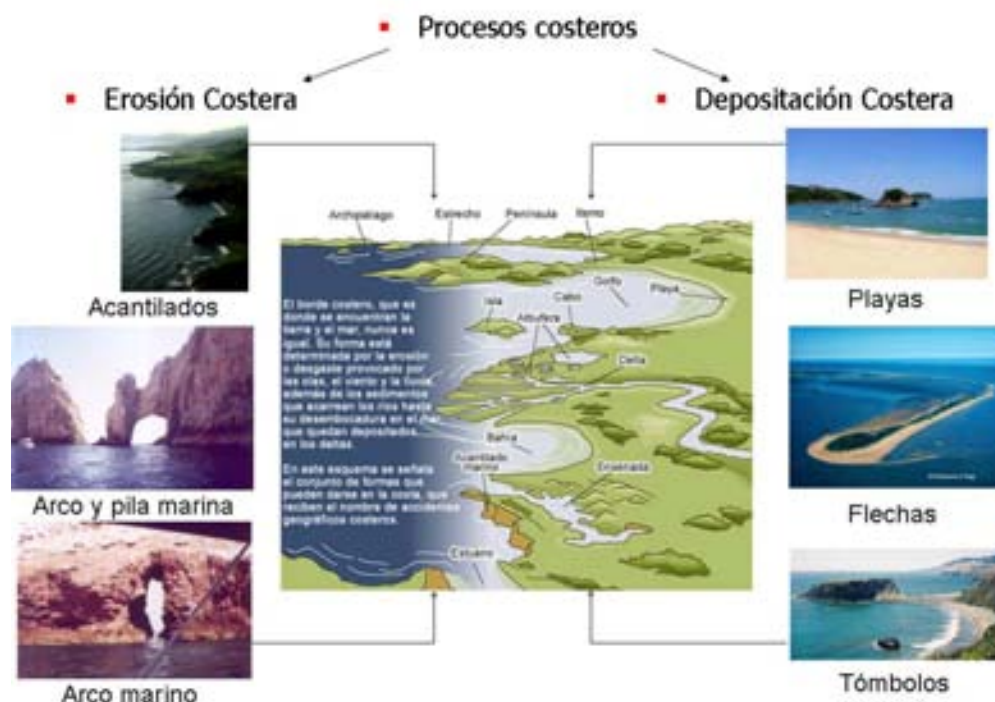 Procesos costeros
Erosión Costera
Depositación Costera
Acantilados
Arco y pila marina
Arco marino
Archipiélago
Estrecho
Península
Istmo
Golfo
Playa
Isla
Cabo
Albufera
Delta
Bahía
Acantilado
marino
Ensenada
Estuario
El borde costero, que es
donde se encuentran la
tierra y el mar, nunca es
igual. Su forma está
determinada por la erosión
o desgaste provocado por
las olas, el viento y la lluvia,
además de los sedimentos
que acarrean los ríos hasta
su desembocadura en el mar,
que quedan depositados
en los deltas.
En este esquema se señala
el conjunto de formas que
pueden darse en la costa, que
reciben el nombre de accidentes
geográficos costeros.
Playas
Flechas
Tómbolos